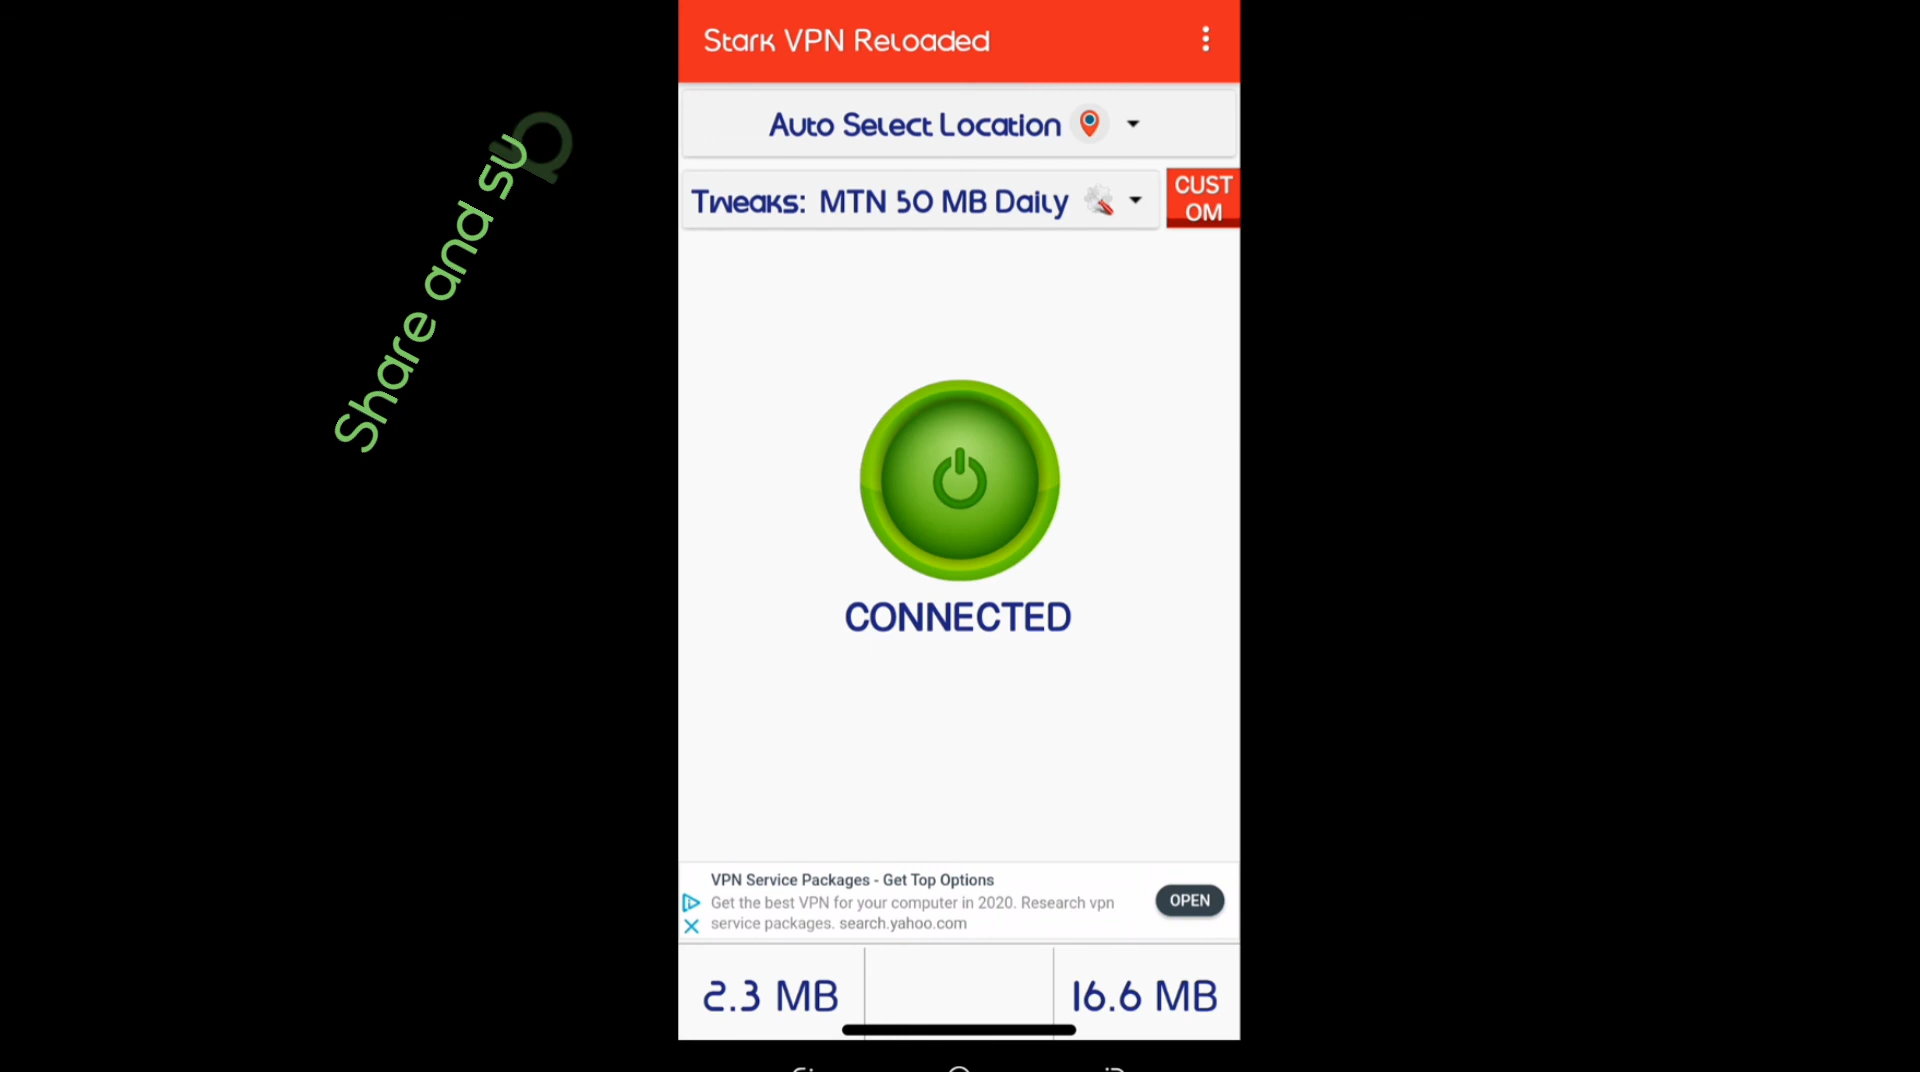 Stark VPN Reloaded
Auto Select Location
Tweaks: MTN 50 MB Daily
CUST
OM
Share and su
CONNECTED
VPN Service Packages - Get Top Options
Get the best VPN for your computer in 2020. Research vpn
service packages. search.yahoo.com
OPEN
2.3 MB
16.6 MB